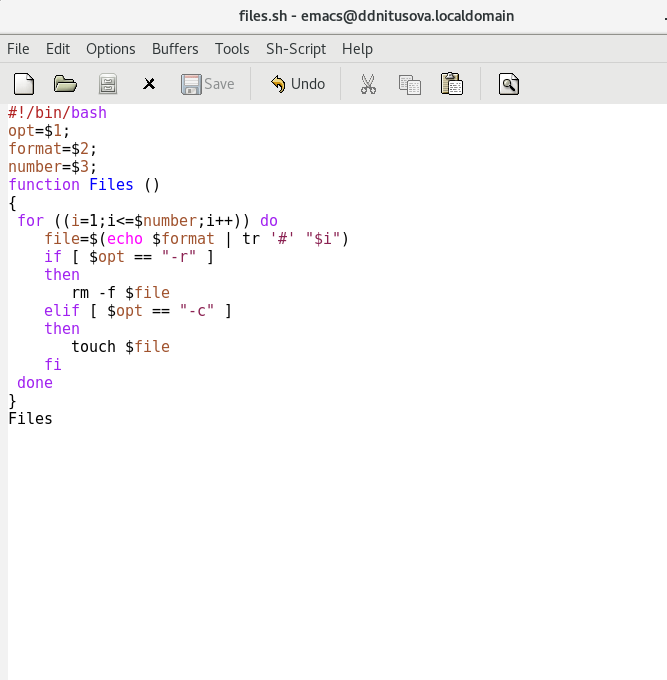 files.sh - emacs@ddnitusova.localdomain
File Edit Options Buffers Tools Sh-Script Help
Save Undo
#!/bin/bash
opt=$1;
format=$2;
number=$3;
function Files ()
{
 for ((i=1;i<=$number;i++)) do
    file=$(echo $format | tr '#' "$i")
    if [ $opt == "-r" ]
    then
       rm -f $file
    elif [ $opt == "-c" ]
    then
       touch $file
    fi
 done
}
Files